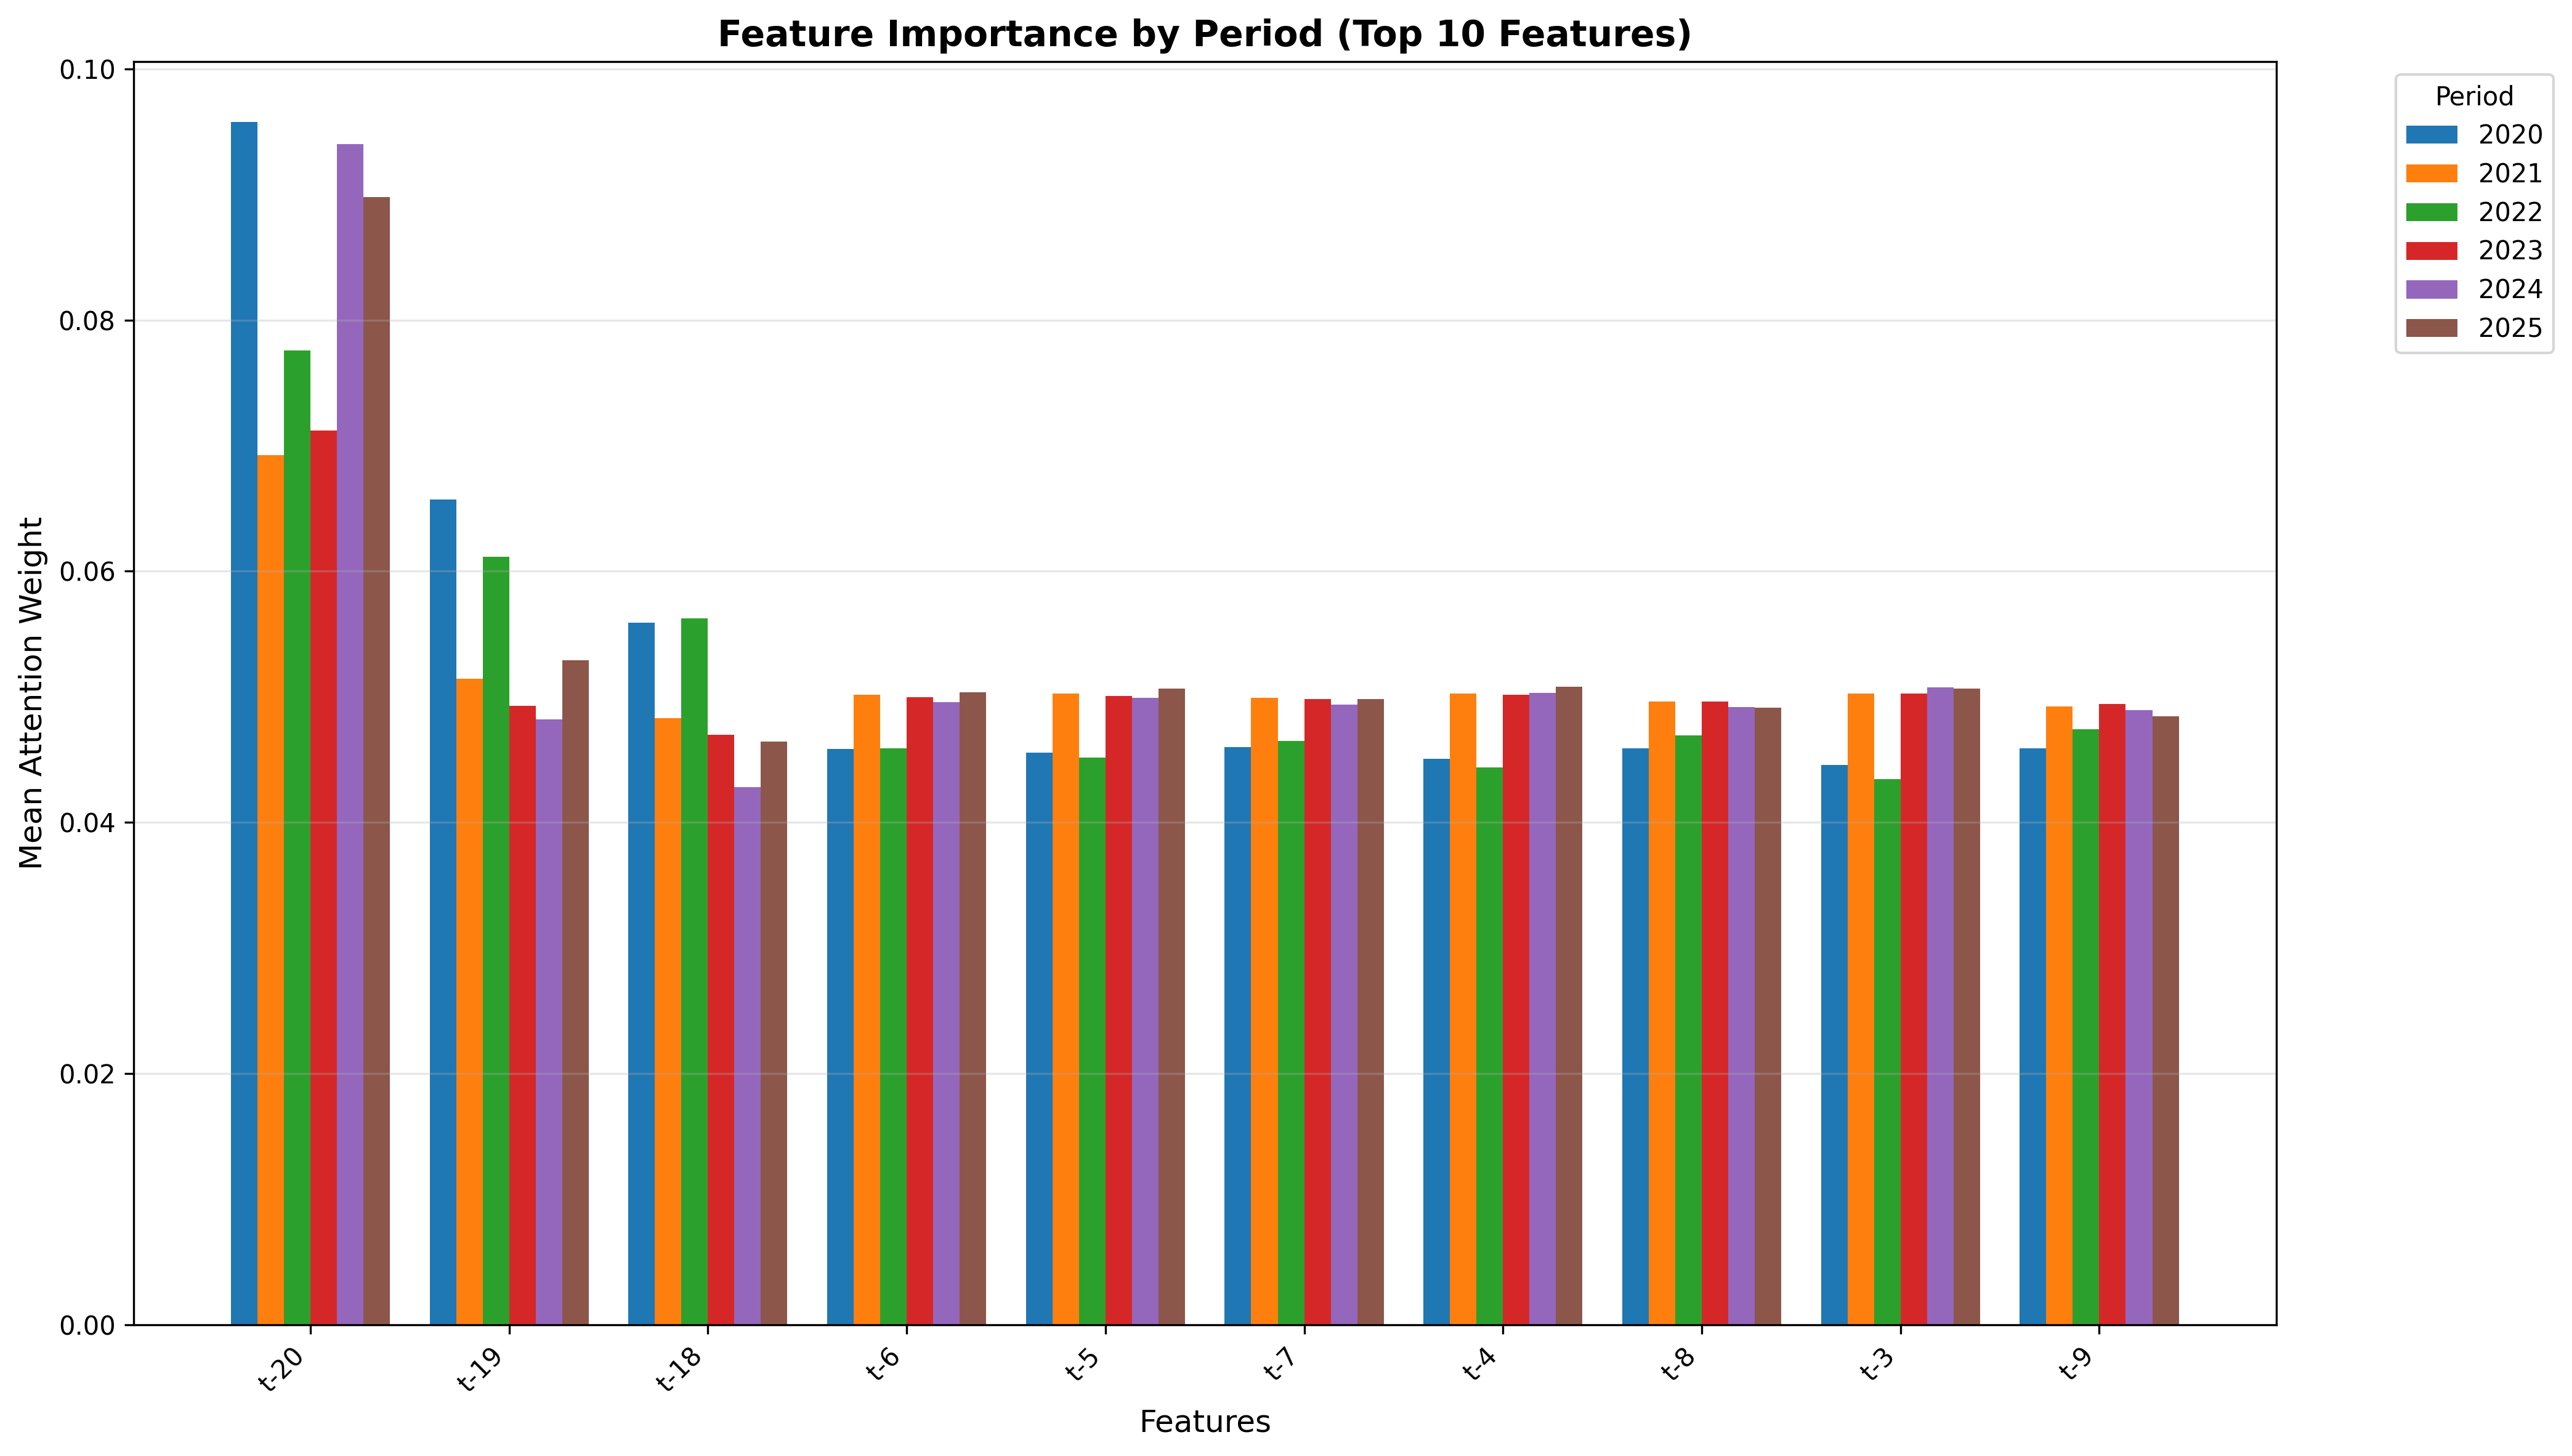 Feature Importance by Period (Top 10 Features)
Mean Attention Weight
0.10
0.08
0.06
0.04
0.02
0.00
t-20
t-19
t-18
t-6
t-5
t-7
t-4
t-8
t-3
t-9
Features
Period
2020
2021
2022
2023
2024
2025